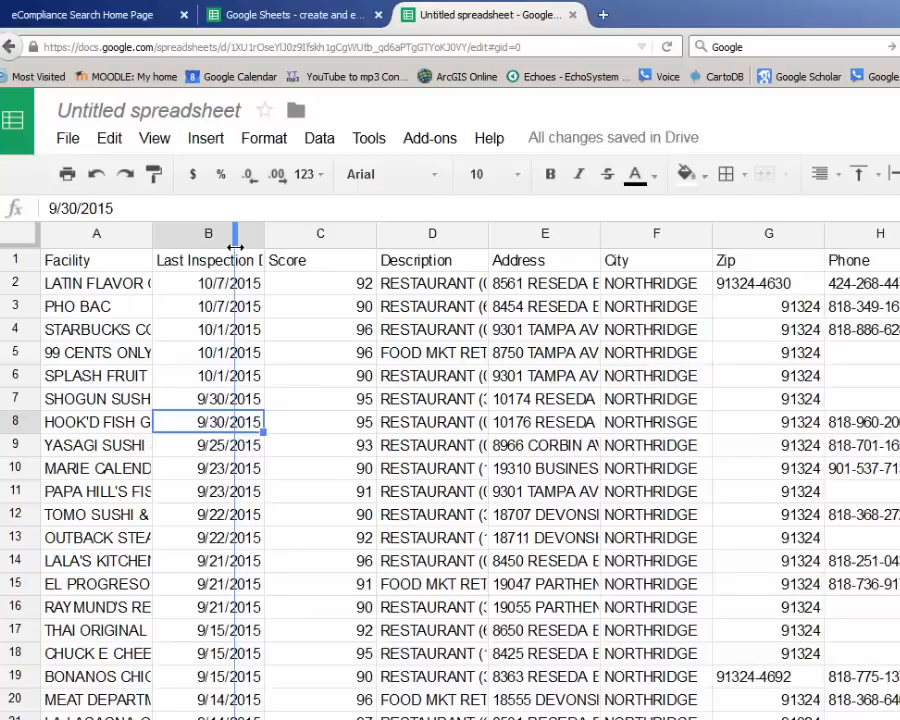 eCompliance Search Home Page × Google Sheets - create and e... × Untitled spreadsheet - Google... × +
https://docs.google.com/spreadsheets/d/ Google
Most Visited MOODLE: My home 8 Google Calendar YouTube to mp3 Con... ArcGIS Online Echoes - EchoSystem ... Voice CartoDB Google Scholar Google
Untitled spreadsheet
File Edit View Insert Format Data Tools Add-ons Help All changes saved in Drive
$ % .0 .00 123 Arial 10 B I S A
fx 9/30/2015
A B C D E F G H
1 Facility Last Inspection D Score Description Address City Zip Phone
2 LATIN FLAVOR 10/7/2015 92 RESTAURANT (0 8561 RESEDA B NORTHRIDGE 91324-4630 424-268-44
3 PHO BAC 10/7/2015 90 RESTAURANT (6 8454 RESEDA B NORTHRIDGE 91324 818-349-16
4 STARBUCKS CO 10/1/2015 96 RESTAURANT (0 9301 TAMPA AV NORTHRIDGE 91324 818-886-62
5 99 CENTS ONLY 10/1/2015 96 FOOD MKT RET 8750 TAMPA AV NORTHRIDGE 91324
6 SPLASH FRUIT 10/1/2015 90 RESTAURANT (0 9301 TAMPA AV NORTHRIDGE 91324
7 SHOGUN SUSH 9/30/2015 95 RESTAURANT (3 10174 RESEDA NORTHRIDGE 91324
8 HOOK'D FISH G 9/30/2015 95 RESTAURANT (0 10176 RESEDA NORTHRISGE 91324 818-960-20
9 YASAGI SUSHI 9/25/2015 93 RESTAURANT (0 8966 CORBIN AV NORTHRIDGE 91324 818-701-16
10 MARIE CALEND 9/23/2015 90 RESTAURANT (1 19310 BUSINES NORTHRIDGE 91324 901-537-71
11 PAPA HILL'S FIS 9/23/2015 91 RESTAURANT (0 9301 TAMPA AV NORTHRIDGE 91324
12 TOMO SUSHI & 9/22/2015 90 RESTAURANT (3 18707 DEVONSI NORTHRIDGE 91324 818-368-27
13 OUTBACK STEA 9/22/2015 92 RESTAURANT (1 18711 DEVONSH NORTHRIDGE 91324
14 LALA'S KITCHEN 9/21/2015 96 RESTAURANT (0 8450 RESEDA B NORTHRIDGE 91324 818-251-04
15 EL PROGRESO 9/21/2015 91 FOOD MKT RET 19047 PARTHEN NORTHRIDGE 91324 818-736-91
16 RAYMUND'S RE 9/21/2015 90 RESTAURANT (3 19055 PARTHEN NORTHRIDGE 91324
17 THAI ORIGINAL 9/15/2015 92 RESTAURANT (6 8650 RESEDA B NORTHRIDGE 91324
18 CHUCK E CHEE 9/15/2015 95 RESTAURANT (1 8425 RESEDA B NORTHRIDGE 91324
19 BONANOS CHIC 9/15/2015 90 RESTAURANT (0 8363 RESEDA B NORTHRIDGE 91324-4692 818-775-13
20 MEAT DEPARTM 9/14/2015 96 FOOD MKT RET 18555 DEVONSH NORTHRIDGE 91324 818-368-64